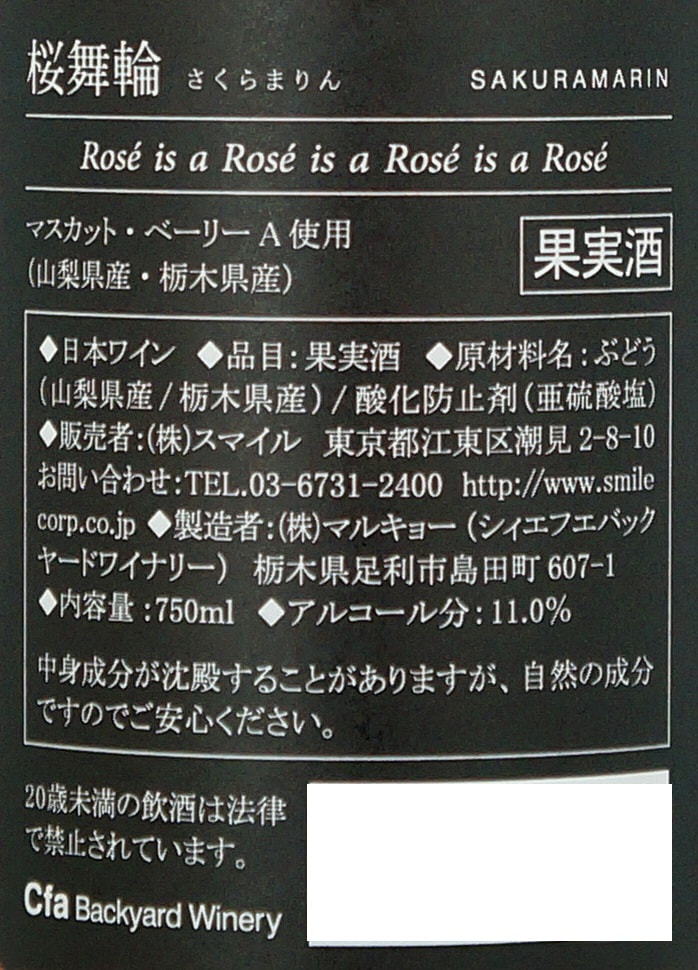 桜舞輪 さくらまりん SAKURAMARIN
Rosé is a Rosé is a Rosé is a Rosé
マスカット・ベーリーA使用
(山梨県産・栃木県産)
果実酒
◆日本ワイン ◆品目:果実酒 ◆原材料名:ぶどう
(山梨県産/栃木県産)/酸化防止剤(亜硫酸塩)
◆販売者:(株)スマイル 東京都江東区潮見2-8-10
お問い合わせ:TEL.03-6731-2400 http://www.smile
corp.co.jp ◆製造者:(株)マルキョー(シィエフエバック
ヤードワイナリー) 栃木県足利市島田町607-1
◆内容量:750ml ◆アルコール分:11.0%
中身成分が沈殿することがありますが、自然の成分
ですのでご安心ください。
20歳未満の飲酒は法律
で禁止されています。
Cfa Backyard Winery